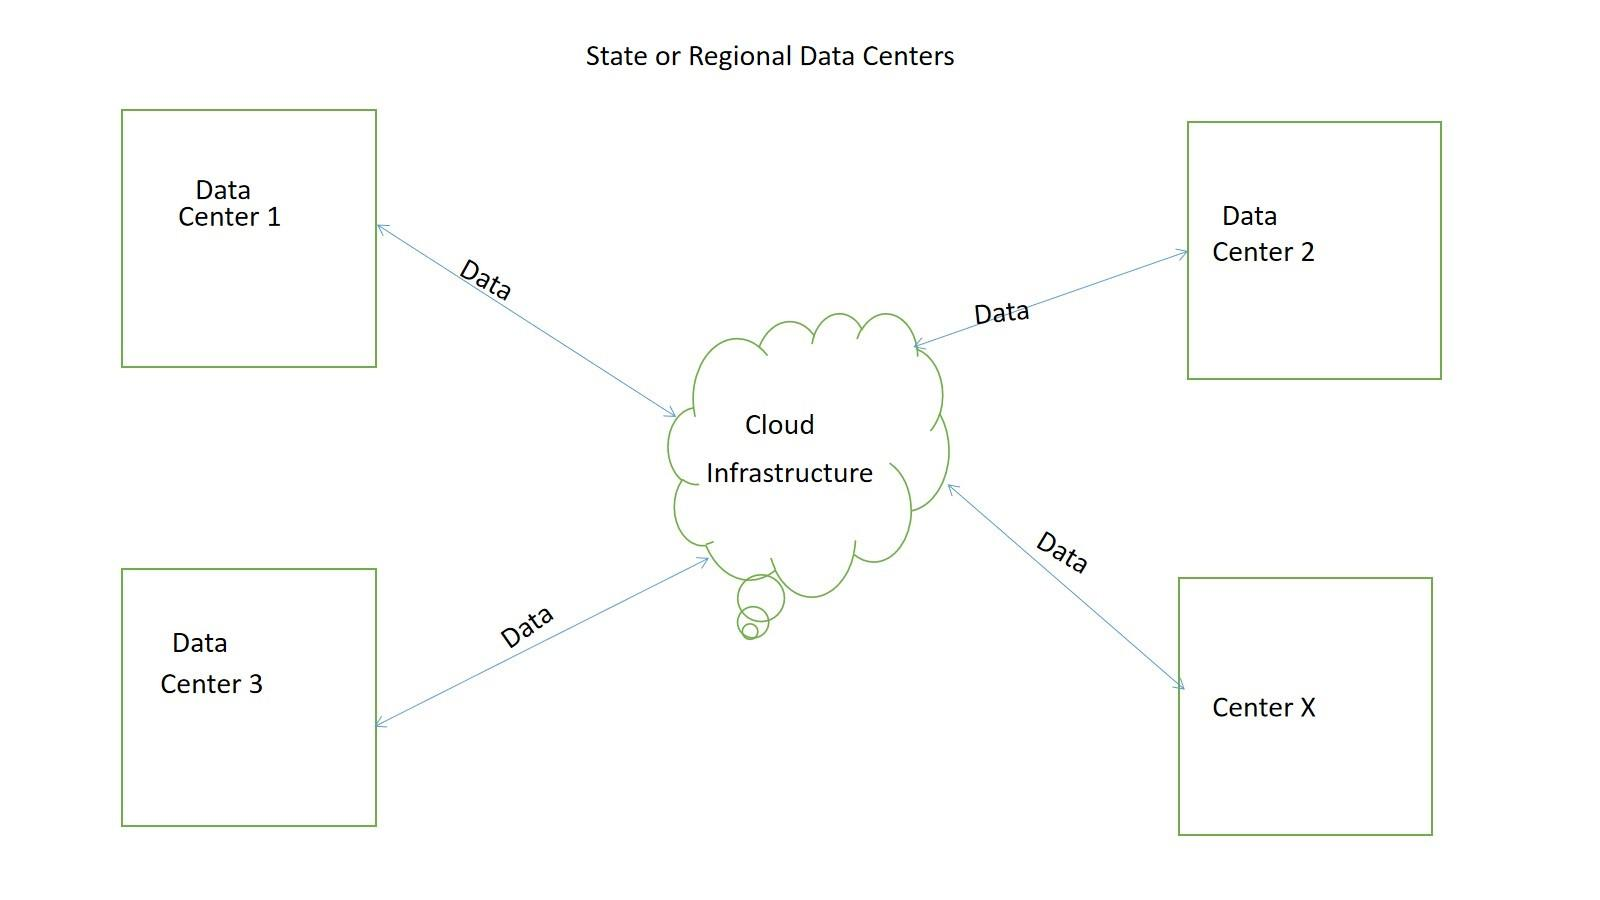 State or Regional Data Centers
Data
Center 1
Data
Center 2
Data
Data
Cloud
Infrastructure
Data
Data
Data
Center 3
Center X